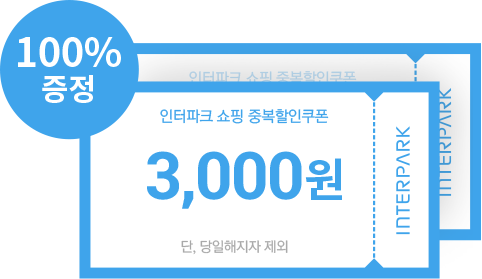 100%
증정
인터파크 쇼핑 중복할인쿠폰
INTERPARK
인터파크 쇼핑 중복할인쿠폰
3,000원
단, 당일해지자 제외
INTERPARK